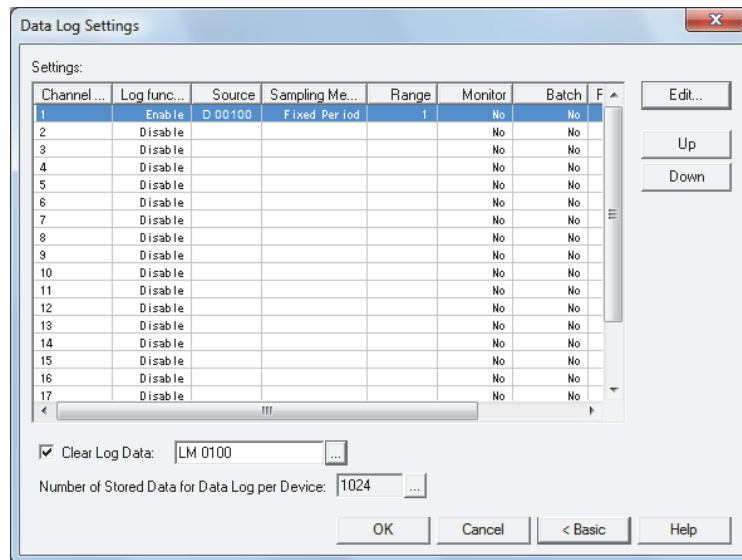 Data Log Settings
Settings:
Channel ... Log func... Source Sampling Me... Range Monitor Batch F
1 Enable D 00100 Fixed Period 1 No No
2 Disable No No
3 Disable No No
4 Disable No No
5 Disable No No
6 Disable No No
7 Disable No No
8 Disable No No
9 Disable No No
10 Disable No No
11 Disable No No
12 Disable No No
13 Disable No No
14 Disable No No
15 Disable No No
16 Disable No No
17 Disable No No
Edit...
Up
Down
Clear Log Data: LM 0100 ...
Number of Stored Data for Data Log per Device: 1024 ...
OK Cancel < Basic Help